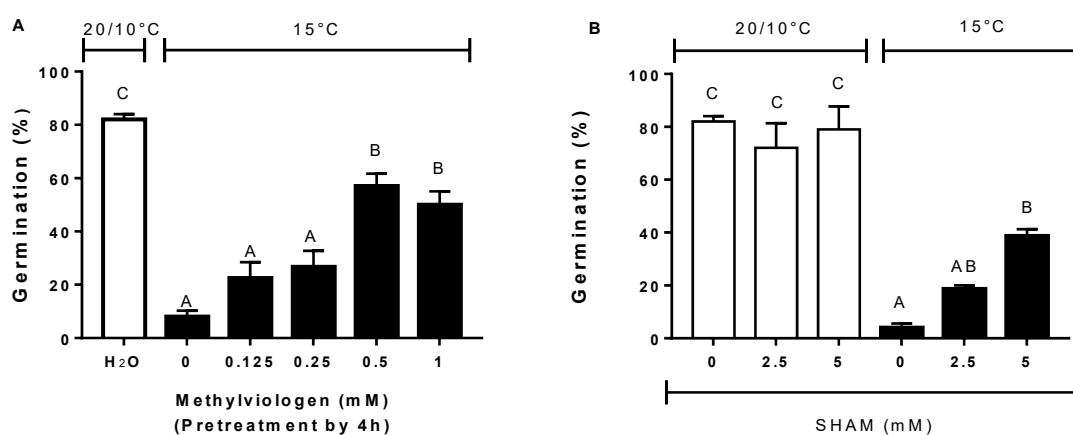 A
20/10°C
15°C
C
A
A
A
B
B
100
80
60
40
20
0
Germination (%)
H₂O
0
0.125
0.25
0.5
1
Methylviologen (mM)
(Pretreatment by 4h)
B
20/10°C
15°C
C
C
C
A
AB
B
100
80
60
40
20
0
Germination (%)
0
2.5
5
0
2.5
5
SHAM (mM)